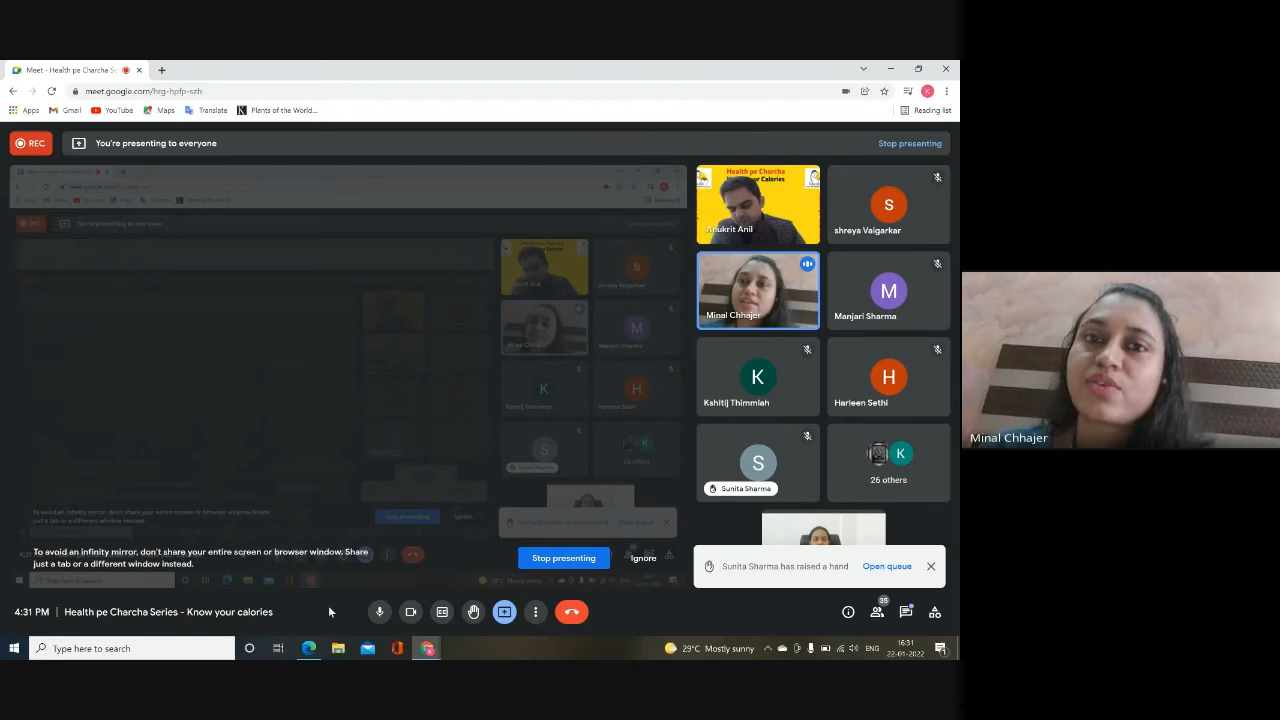 Meet - Health pe Charcha Se
meet.google.com/hrg-hpfp-szh
Apps
Gmail
YouTube
Maps
Translate
Plants of the World...
Reading list
REC
You're presenting to everyone
Stop presenting
Health pe Charcha
Calories
Anukrit Anil
S
shreya Vaigarkar
Minal Chhajer
M
Manjari Sharma
K
Kshitij Thimmiah
H
Harleen Sethi
S
Sunita Sharma
K
26 others
Minal Chhajer
To avoid an infinity mirror, don't share your entire screen or browser window. Share
just a tab or a different window instead.
Stop presenting
Ignore
Sunita Sharma has raised a hand
Open queue
4:31 PM | Health pe Charcha Series - Know your calories
35
Type here to search
29°C Mostly sunny
ENG
16:31
22-01-2022